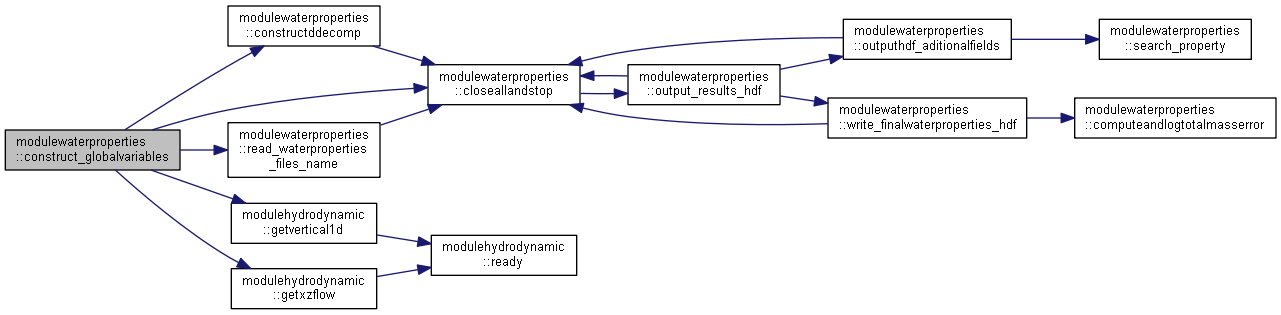 modulewaterproperties
::construct_globalvariables
modulewaterproperties
::constructddecomp
modulewaterproperties
::closeallandstop
modulewaterproperties
::read_waterproperties
_files_name
modulehydrodynamic
::getvertical1d
modulehydrodynamic
::getxzflow
modulehydrodynamic
::ready
modulewaterproperties
::output_results_hdf
modulewaterproperties
::outputhdf_aditionalfields
modulewaterproperties
::write_finalwaterproperties_hdf
modulewaterproperties
::search_property
modulewaterproperties
::computeandlogtotalmasserror